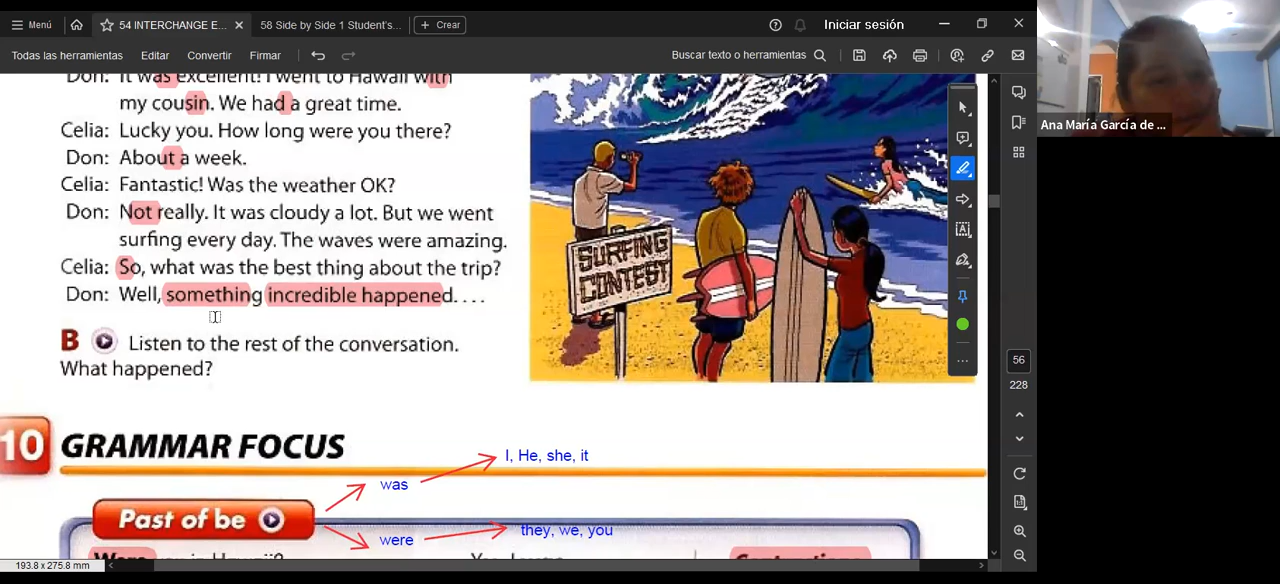 Menú
54 INTERCHANGE E...
58 Side by Side 1 Student's...
Crear
Iniciar sesión
Todas las herramientas
Editar
Convertir
Firmar
Buscar texto o herramientas
Don: It was excellent! I went to Hawaii with
my cousin. We had a great time.
Celia: Lucky you. How long were you there?
Don: About a week.
Celia: Fantastic! Was the weather OK?
Don: Not really. It was cloudy a lot. But we went
surfing every day. The waves were amazing.
Celia: So, what was the best thing about the trip?
Don: Well, something incredible happened. . . .
SURFING
CONTEST
B Listen to the rest of the conversation.
What happened?
10 GRAMMAR FOCUS
I, He, she, it
was
Past of be
they, we, you
were
56
228
193.8 x 275.8 mm
Ana María García de ...